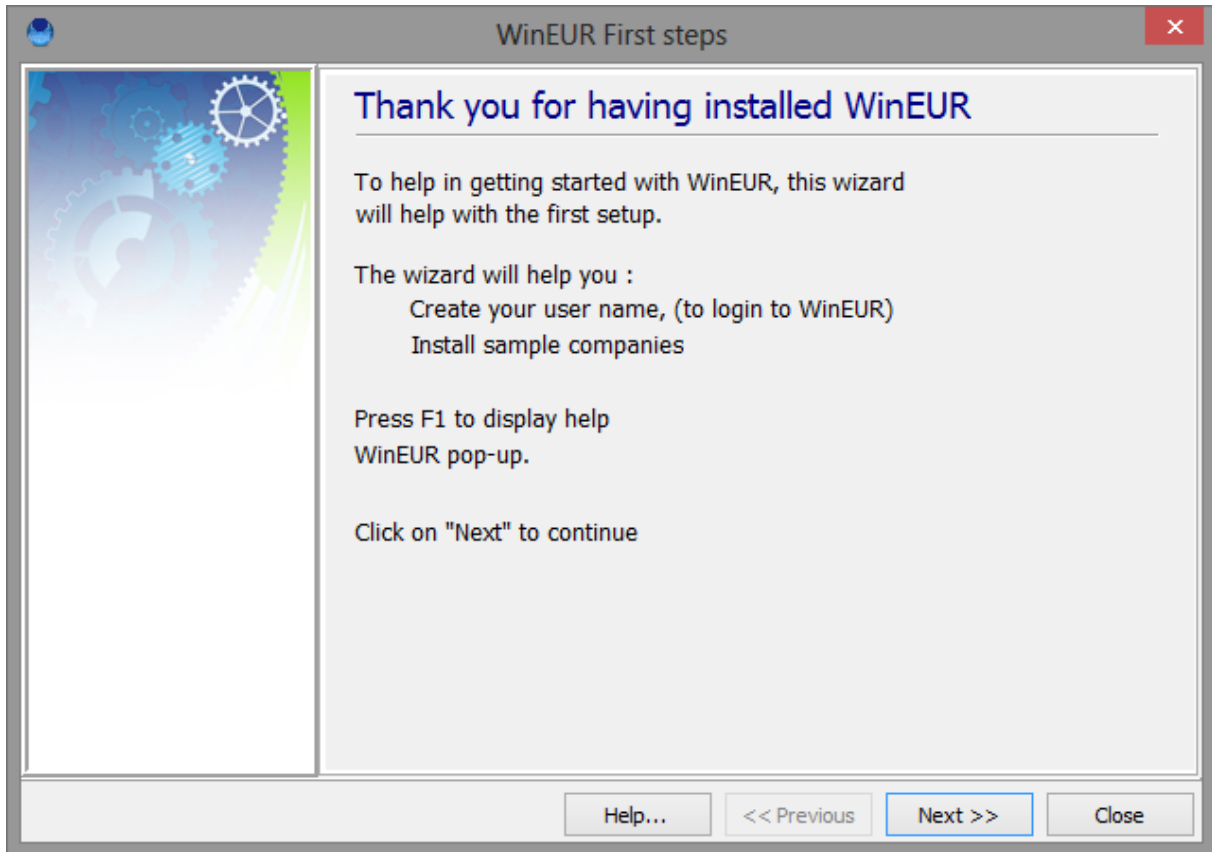 WinEUR First steps
Thank you for having installed WinEUR
To help in getting started with WinEUR, this wizard
will help with the first setup.
The wizard will help you :
Create your user name, (to login to WinEUR)
Install sample companies
Press F1 to display help
WinEUR pop-up.
Click on "Next" to continue
Help...
<< Previous
Next >>
Close